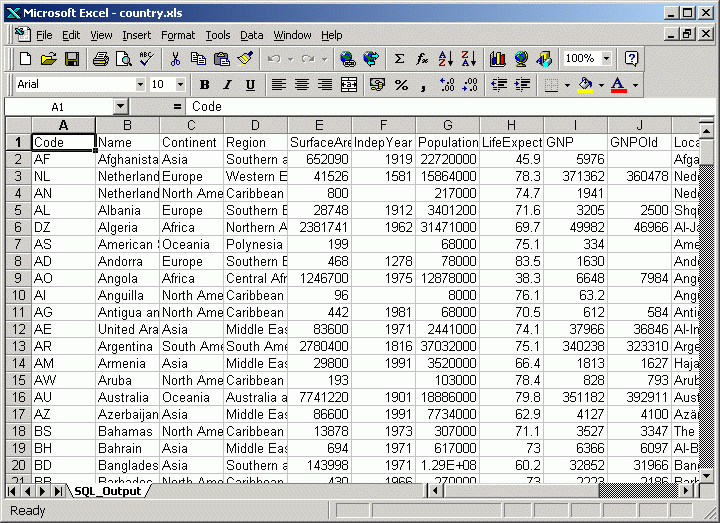 Microsoft Excel - country.xls
File Edit View Insert Format Tools Data Window Help
Σ fx 100%
Arial 10 B I U % ,
A1 = Code
A B C D E F G H I J
1 Code Name Continent Region SurfaceArea IndepYear Population LifeExpect GNP GNPOld Loca
2 AF Afghanista Asia Southern a 652090 1919 22720000 45.9 5976 Afga
3 NL Netherland Europe Western E 41526 1581 15864000 78.3 371362 360478 Nede
4 AN Netherland North Ame Caribbean 800 217000 74.7 1941 Ned
5 AL Albania Europe Southern E 28748 1912 3401200 71.6 3205 2500 Shqi
6 DZ Algeria Africa Northern A 2381741 1962 31471000 69.7 49982 46966 Al-Ja
7 AS American Oceania Polynesia 199 68000 75.1 334 Ame
8 AD Andorra Europe Southern E 468 1278 78000 83.5 1630 And
9 AO Angola Africa Central Afr 1246700 1975 12878000 38.3 6648 7984 Ang
10 AI Anguilla North Ame Caribbean 96 8000 76.1 63.2 Ang
11 AG Antigua an North Ame Caribbean 442 1981 68000 70.5 612 584 Antig
12 AE United Ara Asia Middle Eas 83600 1971 2441000 74.1 37966 36846 Al-In
13 AR Argentina South Ame South Ame 2780400 1816 37032000 75.1 340238 323310 Arge
14 AM Armenia Asia Middle Eas 29800 1991 3520000 66.4 1813 1627 Haja
15 AW Aruba North Ame Caribbean 193 103000 78.4 828 793 Arub
16 AU Australia Oceania Australia a 7741220 1901 18886000 79.8 351182 392911 Aust
17 AZ Azerbaijan Asia Middle Eas 86600 1991 7734000 62.9 4127 4100 Azä
18 BS Bahamas North Ame Caribbean 13878 1973 307000 71.1 3527 3347 The
19 BH Bahrain Asia Middle Eas 694 1971 617000 73 6366 6097 Al-B
20 BD Banglades Asia Southern a 143998 1971 1.29E+08 60.2 32852 31966 Ban
21 BB Barbados North Ame Caribbean 430 1966 270000 73 2223 2186 Barb
SQL_Output
Ready